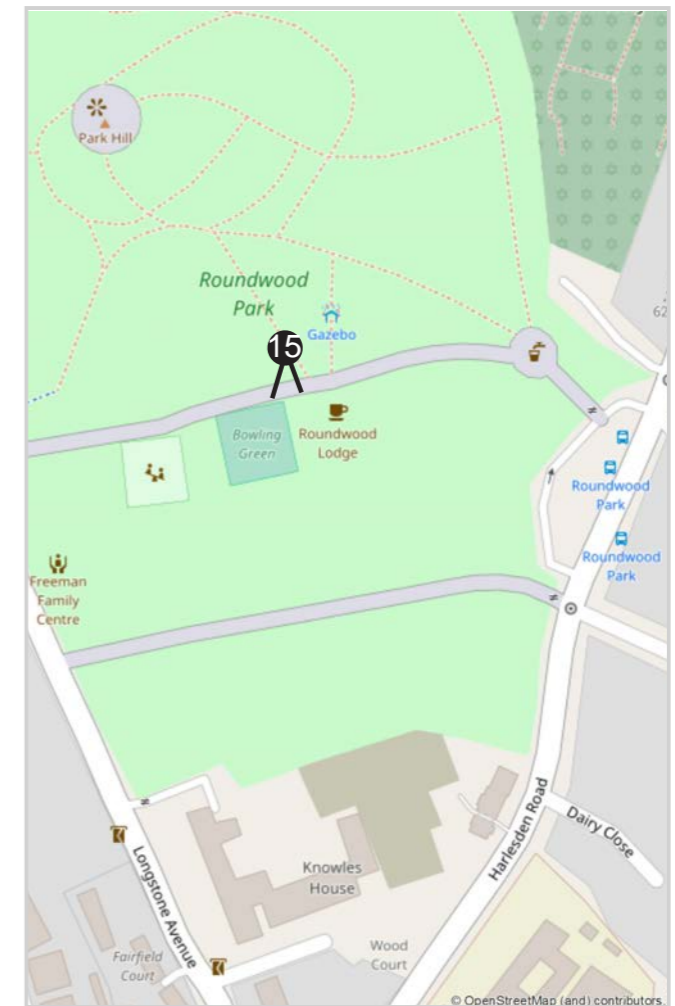 Park Hill
Roundwood
Park
62
Gazebo
15
Bowling
Green
Roundwood
Lodge
Roundwood
Park
Roundwood
Park
Freeman
Family
Centre
Harlesden Road
Dairy Close
Longstone Avenue
Knowles
House
Wood
Court
Fairfield
Court
© OpenStreetMap (and) contributors